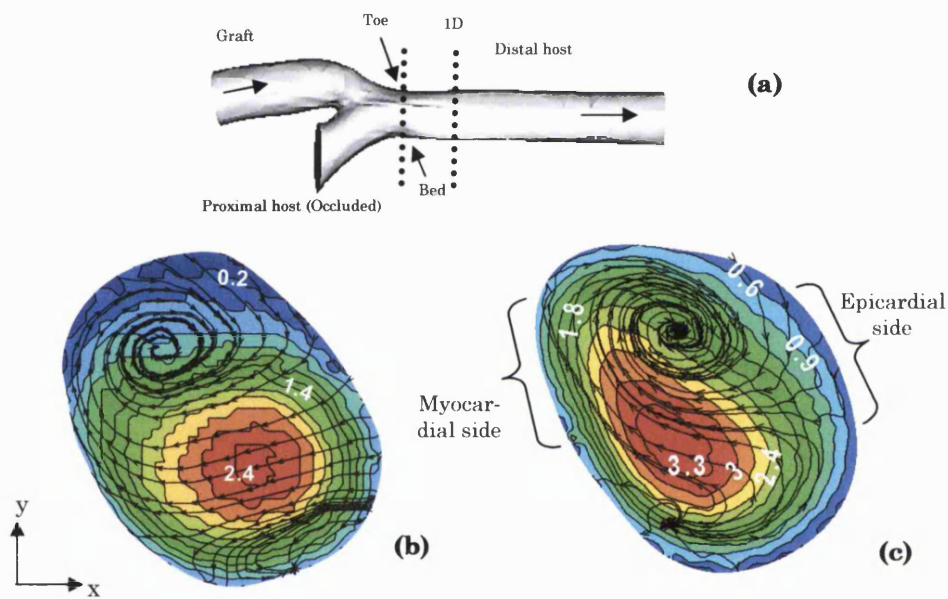 Graft
Toe
1D
Distal host
(a)
Bed
Proximal host (Occluded)
0.2
1.4
2.4
(b)
y
x
Myocar-
dial side
1.8
0.6
0.9
3.3
3
2.4
Epicardial
side
(c)